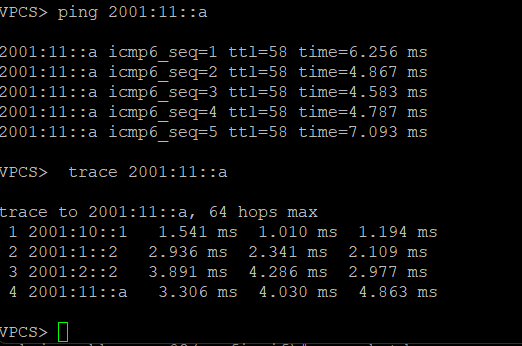 VPCS> ping 2001:11::a
2001:11::a icmp6_seq=1 ttl=58 time=6.256 ms
2001:11::a icmp6_seq=2 ttl=58 time=4.867 ms
2001:11::a icmp6_seq=3 ttl=58 time=4.583 ms
2001:11::a icmp6_seq=4 ttl=58 time=4.787 ms
2001:11::a icmp6_seq=5 ttl=58 time=7.093 ms
VPCS>  trace 2001:11::a
trace to 2001:11::a, 64 hops max
 1 2001:10::1   1.541 ms  1.010 ms  1.194 ms
 2 2001:1::2   2.936 ms  2.341 ms  2.109 ms
 3 2001:2::2   3.891 ms  4.286 ms  2.977 ms
 4 2001:11::a   3.306 ms  4.030 ms  4.863 ms
VPCS>